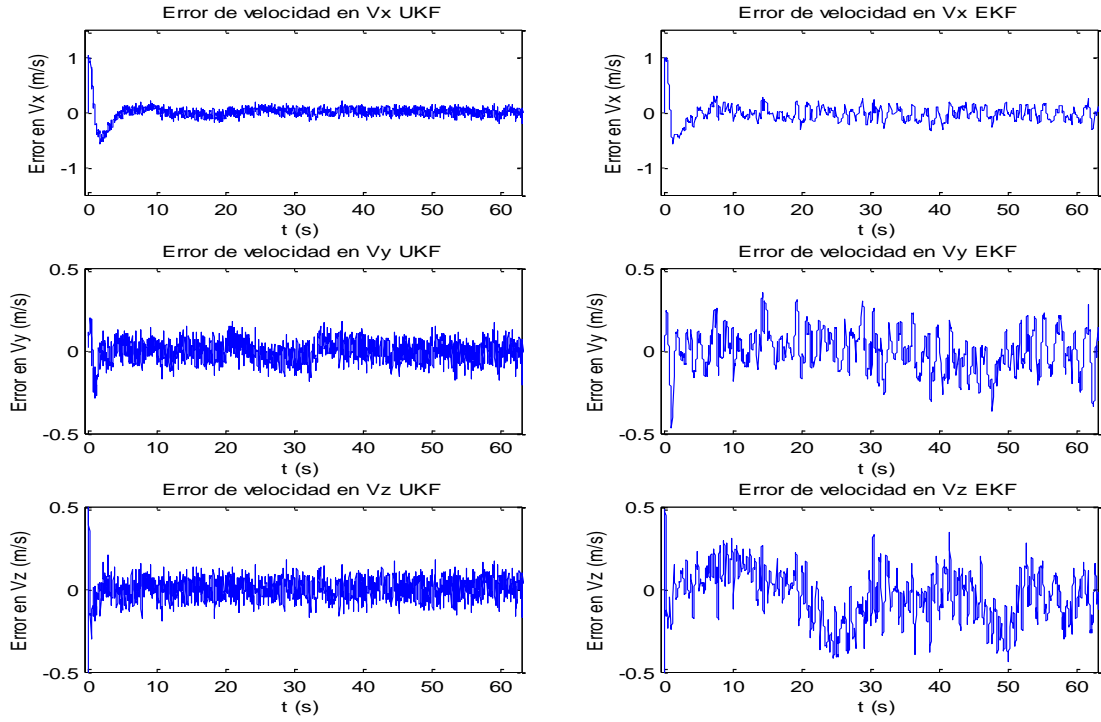 Error de velocidad en Vx UKF
Error en Vx (m/s)
1
0
-1
0 10 20 30 40 50 60
t (s)
Error de velocidad en Vx EKF
Error en Vx (m/s)
1
0
-1
0 10 20 30 40 50 60
t (s)
Error de velocidad en Vy UKF
Error en Vy (m/s)
0.5
0
-0.5
0 10 20 30 40 50 60
t (s)
Error de velocidad en Vy EKF
Error en Vy (m/s)
0.5
0
-0.5
0 10 20 30 40 50 60
t (s)
Error de velocidad en Vz UKF
Error en Vz (m/s)
0.5
0
-0.5
0 10 20 30 40 50 60
t (s)
Error de velocidad en Vz EKF
Error en Vz (m/s)
0.5
0
-0.5
0 10 20 30 40 50 60
t (s)